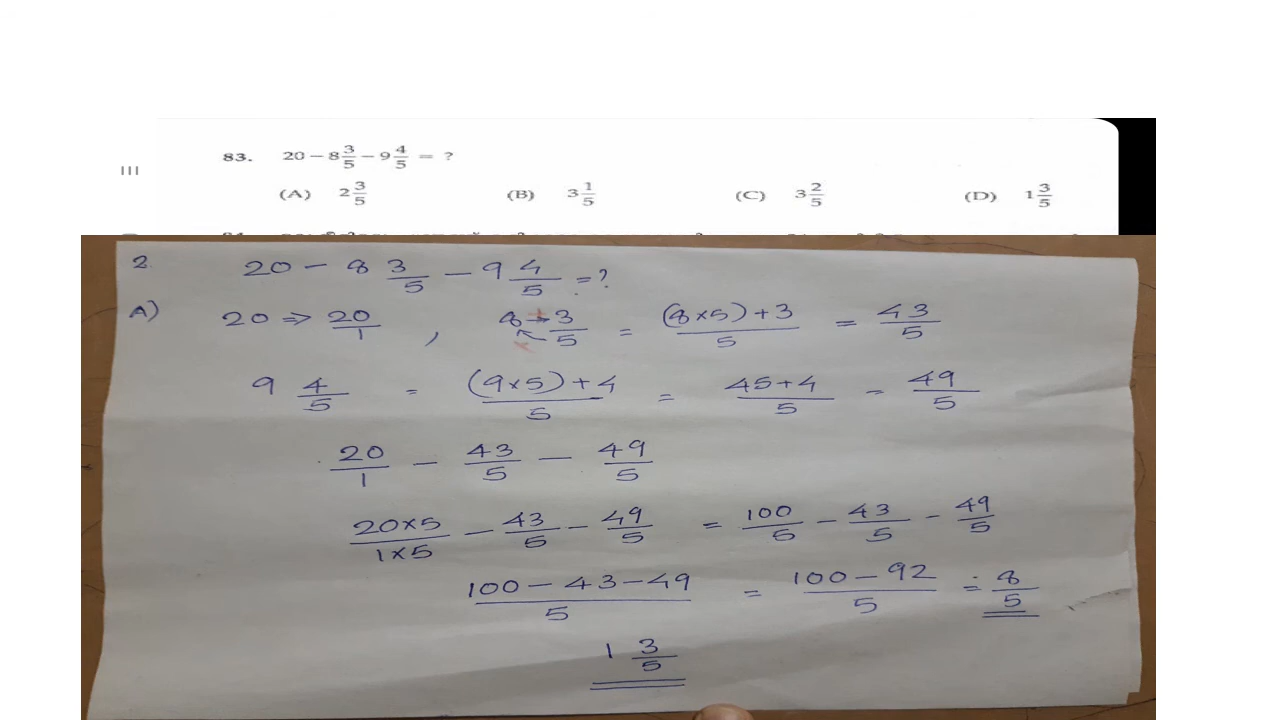 III
83. 20 – 8 3/5 – 9 4/5 = ?
(A) 2 3/5 (B) 3 1/5 (C) 3 2/5 (D) 1 3/5
2. 20 – 8 3/5 – 9 4/5 = ?
A) 20 ⇒ 20/1 , 8 + 3/5 = (8×5)+3/5 = 43/5
9 4/5 = (9×5)+4/5 = 45+4/5 = 49/5
20/1 – 43/5 – 49/5
20×5/1×5 – 43/5 – 49/5 = 100/5 – 43/5 – 49/5
100 – 43 – 49/5 = 100 – 92/5 = 8/5
1 3/5